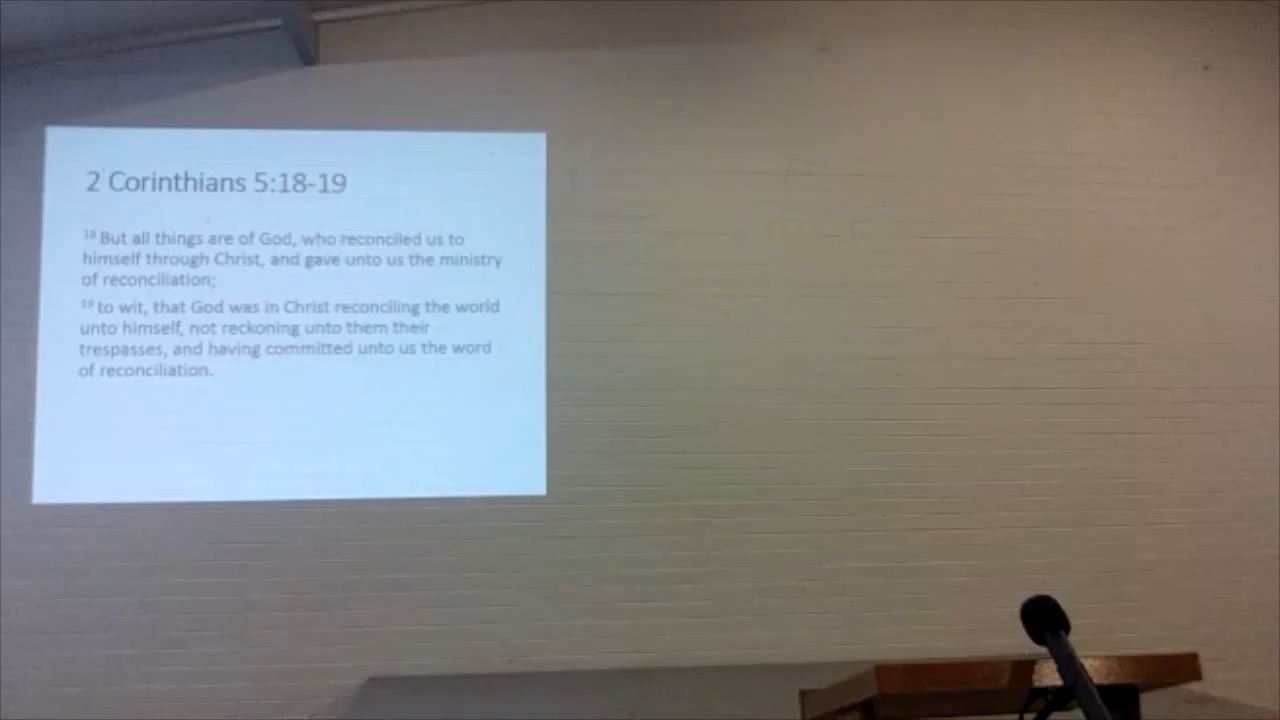 2 Corinthians 5:18-19
18 But all things are of God, who reconciled us to
himself through Christ, and gave unto us the ministry
of reconciliation;
19 to wit, that God was in Christ reconciling the world
unto himself, not reckoning unto them their
trespasses, and having committed unto us the word
of reconciliation.